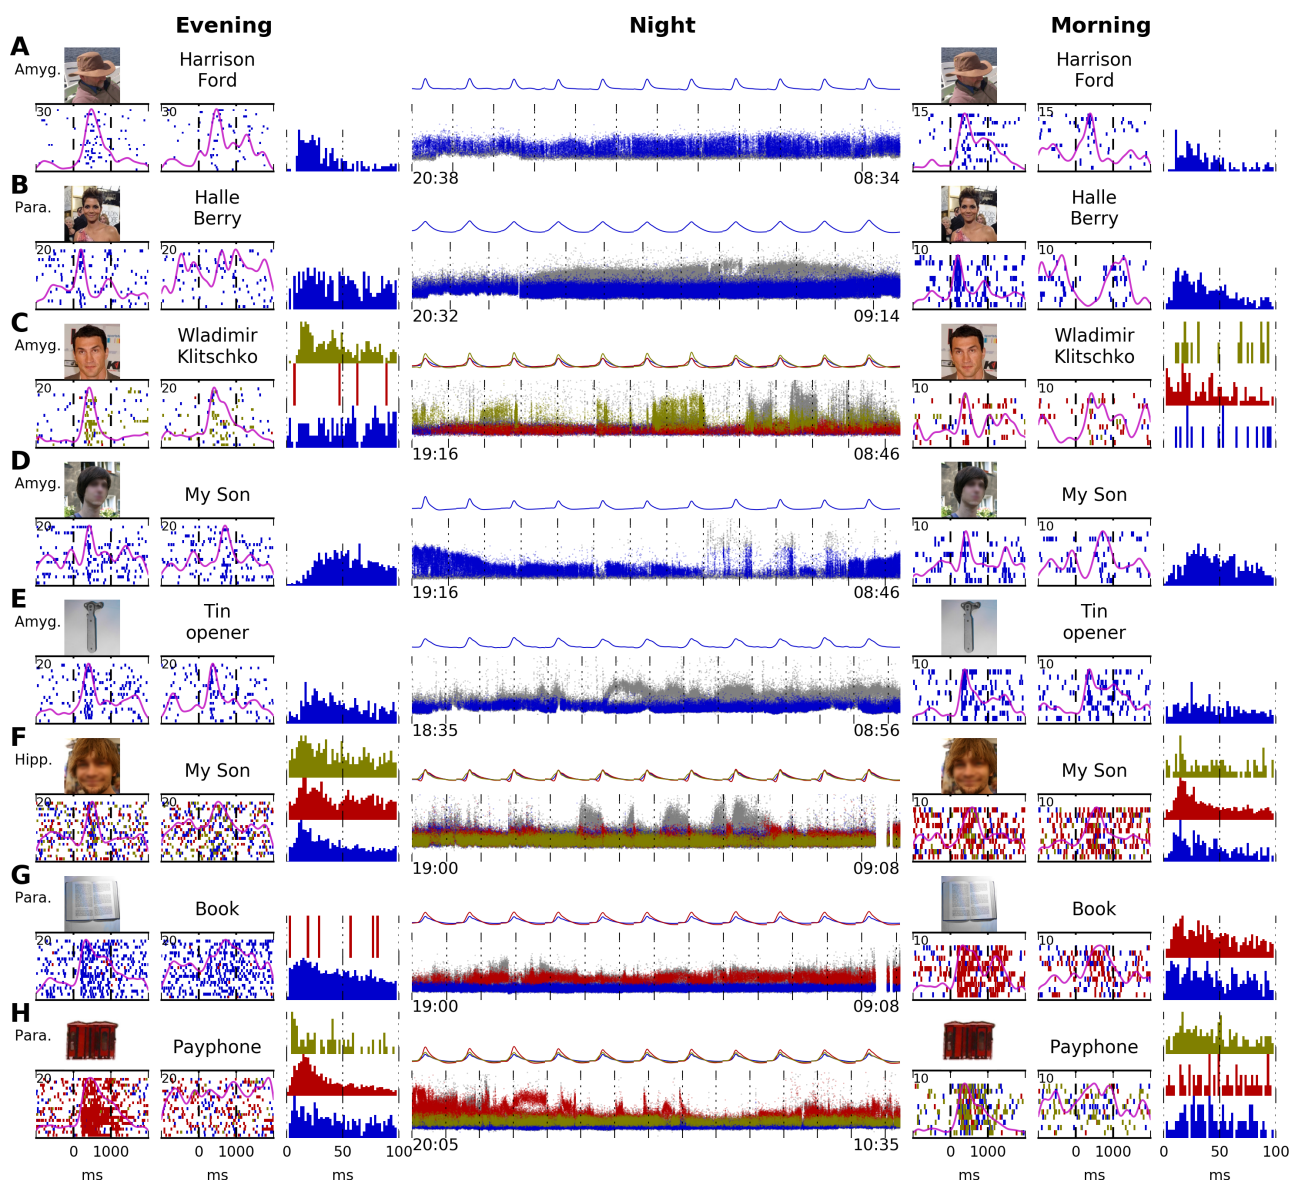 Evening Night Morning
A
Amyg.
Harrison
Ford
Harrison
Ford
30 30 15 15
20:38 08:34
B
Para.
Halle
Berry
Halle
Berry
20 20 10 10
20:32 09:14
C
Amyg.
Wladimir
Klitschko
Wladimir
Klitschko
20 20 10 10
19:16 08:46
D
Amyg.
My Son My Son
20 20 10 10
19:16 08:46
E
Amyg.
Tin
opener
Tin
opener
20 20 10 10
18:35 08:56
F
Hipp.
My Son My Son
20 20 10 10
19:00 09:08
G
Para.
Book Book
20 20 10 10
19:00 09:08
H
Para.
Payphone Payphone
20 20 10 10
20:05 10:35
0 1000 0 1000 0 50 100 0 1000 0 1000 0 50 100
ms ms ms ms ms ms